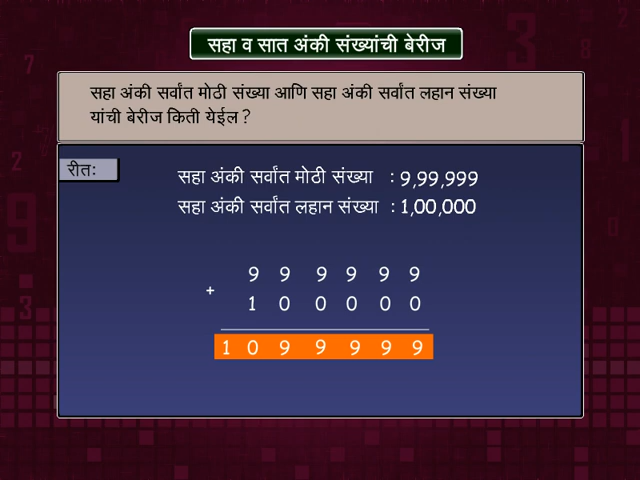 सहा व सात अंकी संख्यांची बेरीज
सहा अंकी सर्वांत मोठी संख्या आणि सहा अंकी सर्वांत लहान संख्या
यांची बेरीज किती येईल ?
रीतः
सहा अंकी सर्वांत मोठी संख्या : 9,99,999
सहा अंकी सर्वांत लहान संख्या : 1,00,000
9 9 9 9 9 9
+
1 0 0 0 0 0
1 0 9 9 9 9 9